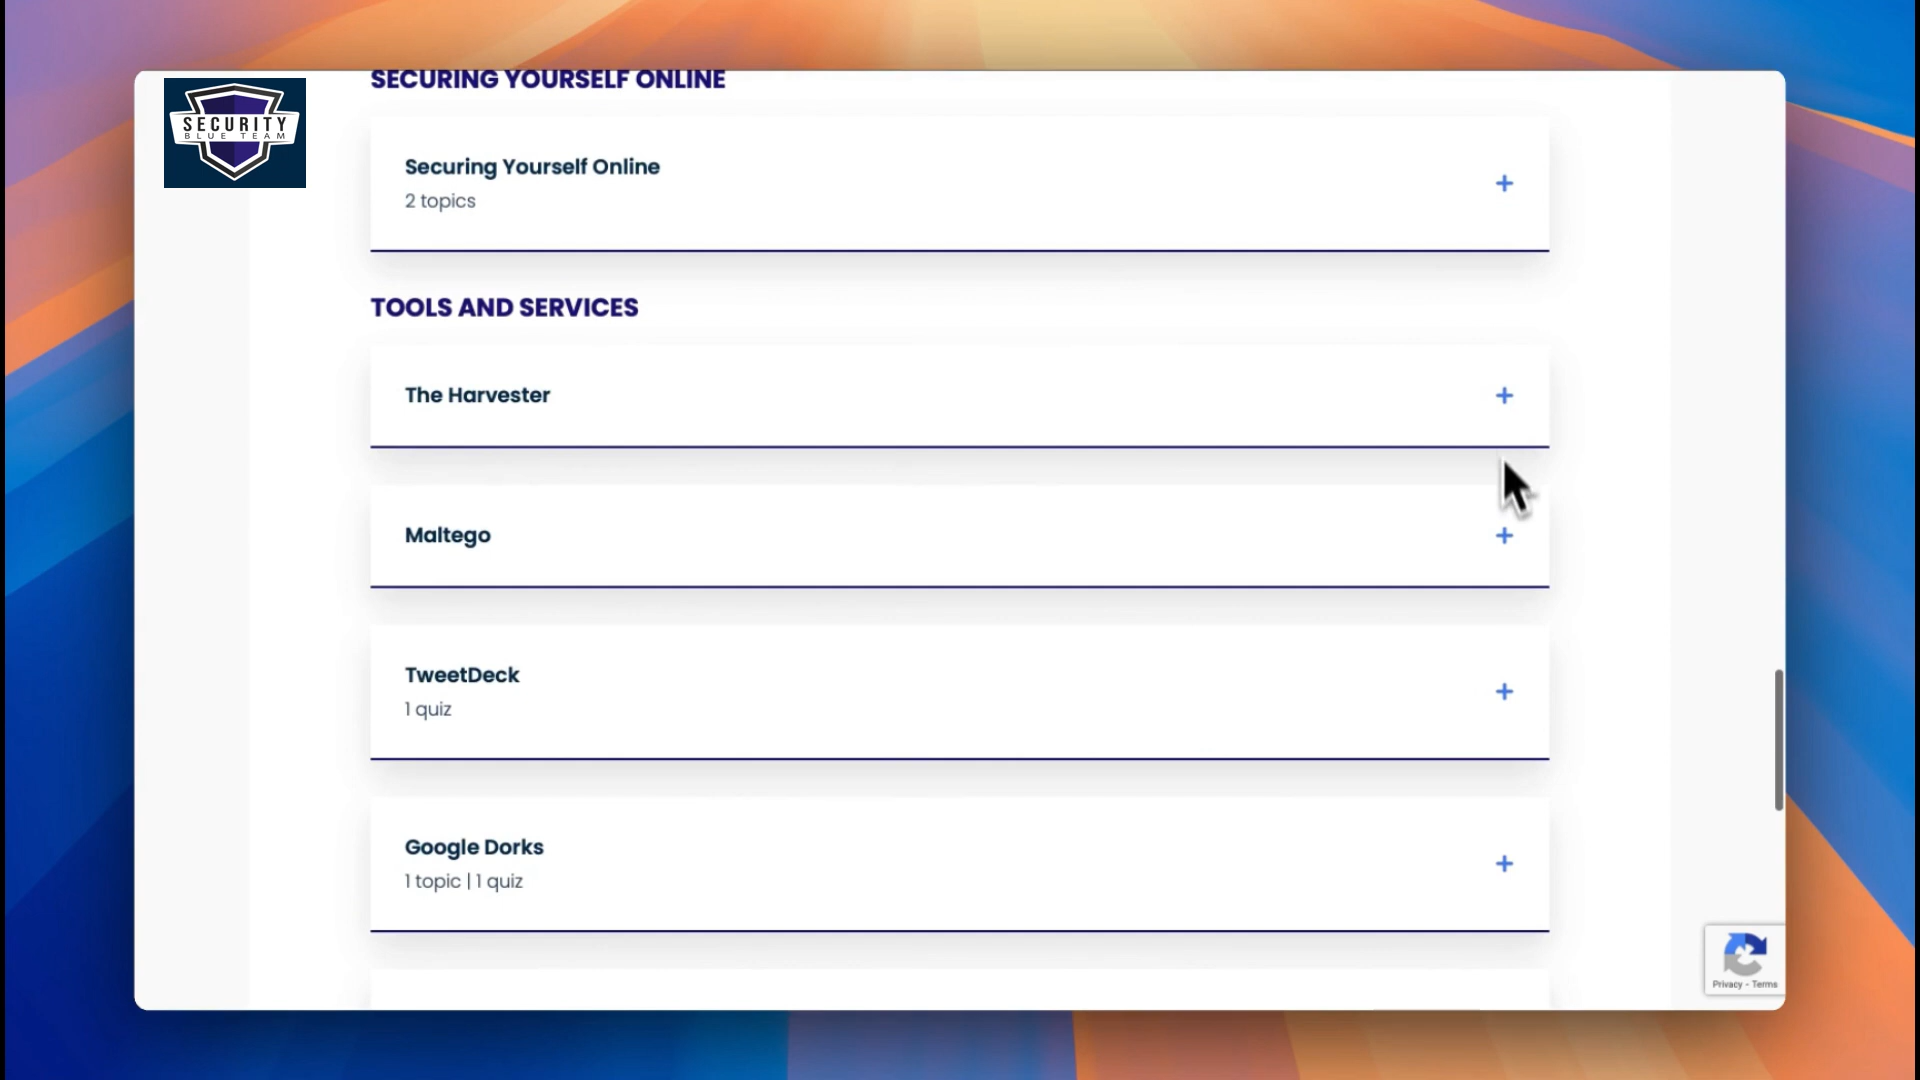 SECURING YOURSELF ONLINE
SECURITY
BLUE TEAM
Securing Yourself Online
2 topics
TOOLS AND SERVICES
The Harvester
Maltego
TweetDeck
1 quiz
Google Dorks
1 topic | 1 quiz
Privacy - Terms